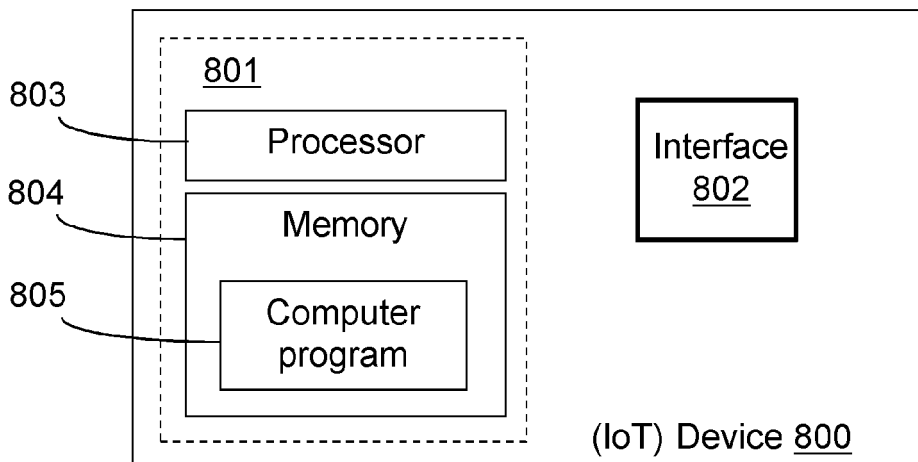 801
803
Processor
Interface
802
804
Memory
805
Computer
program
(IoT) Device 800